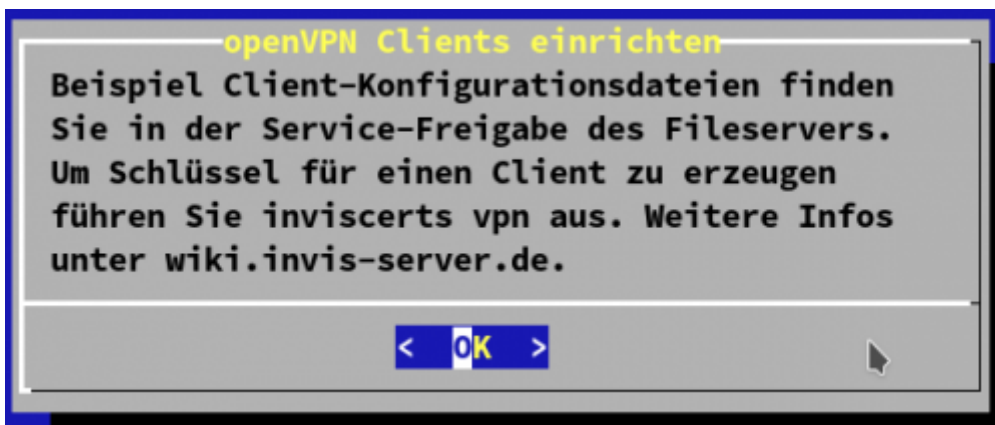 openVPN Clients einrichten
Beispiel Client-Konfigurationsdateien finden
Sie in der Service-Freigabe des Fileservers.
Um Schlüssel für einen Client zu erzeugen
führen Sie inviscerts vpn aus. Weitere Infos
unter wiki.invis-server.de.
< OK >